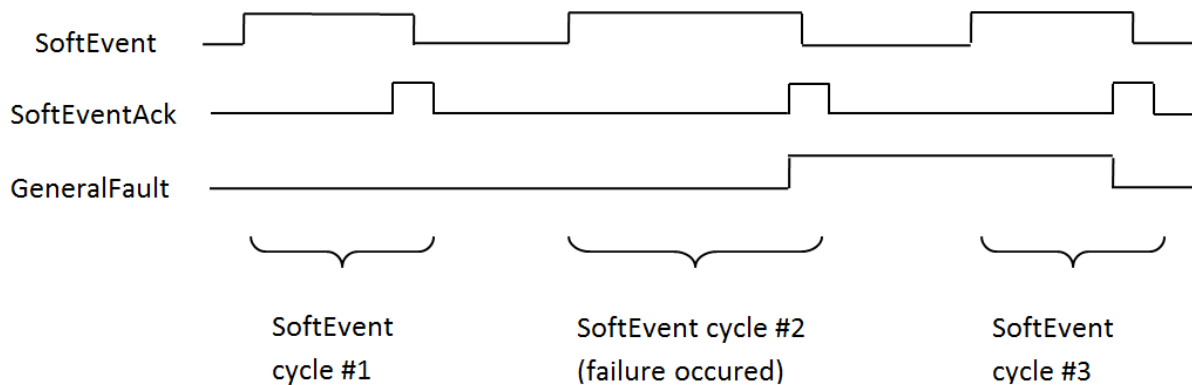 SoftEvent
SoftEventAck
GeneralFault
SoftEvent
cycle #1
SoftEvent cycle #2
(failure occured)
SoftEvent
cycle #3